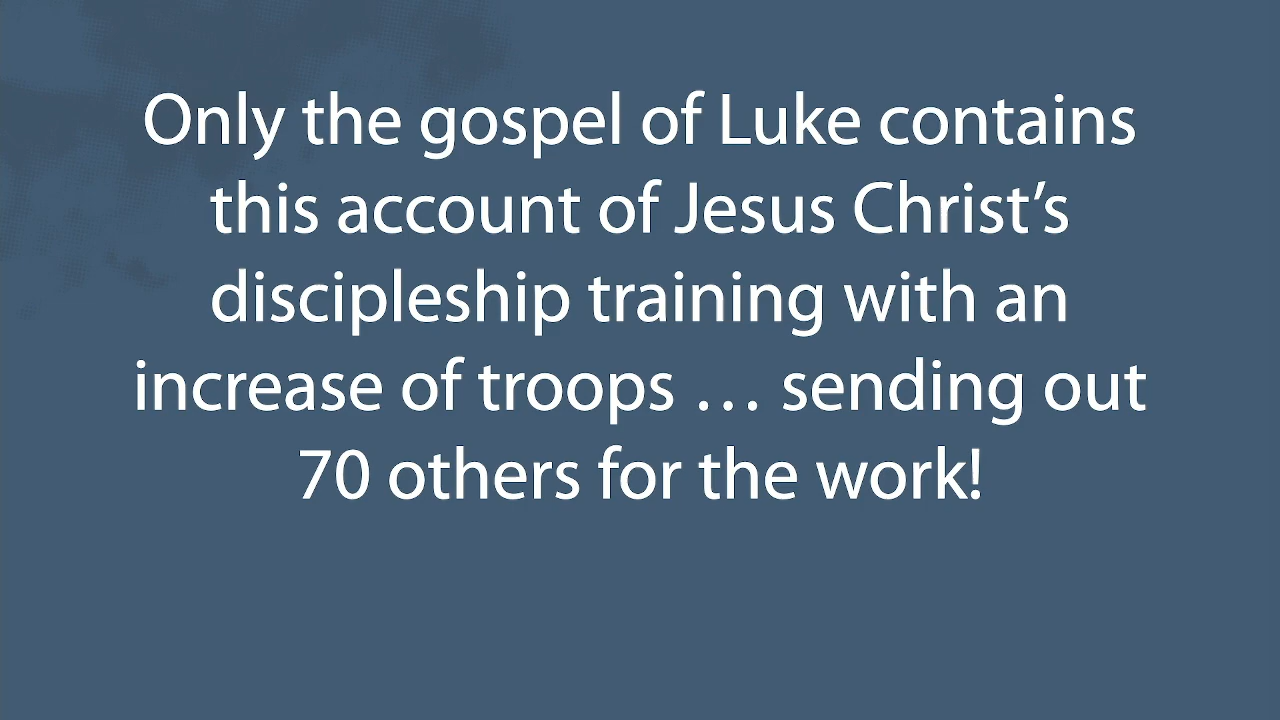 Only the gospel of Luke contains
this account of Jesus Christ’s
discipleship training with an
increase of troops … sending out
70 others for the work!